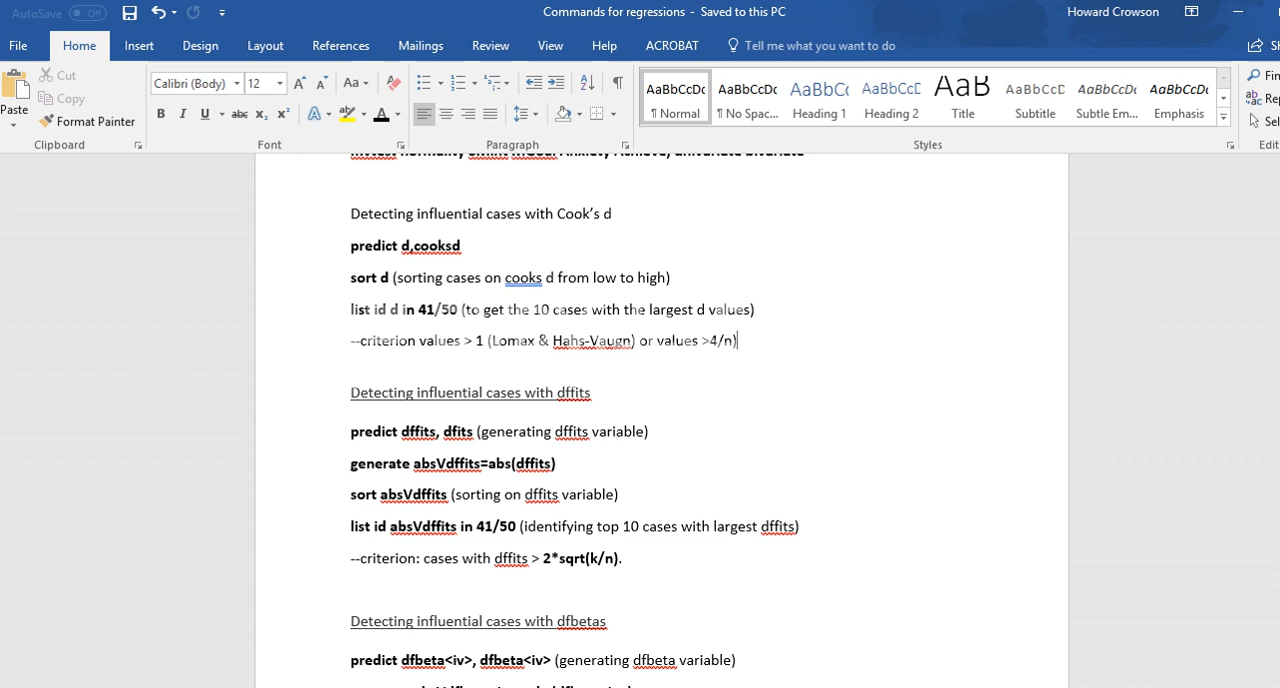 AutoSave Off
Commands for regressions - Saved to this PC
Howard Crowson
File Home Insert Design Layout References Mailings Review View Help ACROBAT Tell me what you want to do
Paste Cut
Copy
Format Painter
Clipboard
Calibri (Body) 12
Font
Paragraph
AaBbCcDc AaBbCcDc AaBbCc AaBbCcD AaB AaBbCcD AaBbCcDc AaBbCcDc
¶ Normal ¶ No Spac... Heading 1 Heading 2 Title Subtitle Subtle Em... Emphasis
Styles
Detecting influential cases with Cook’s d
predict d,cooksd
sort d (sorting cases on cooks d from low to high)
list id d in 41/50 (to get the 10 cases with the largest d values)
--criterion values > 1 (Lomax & Hahs-Vaugn) or values >4/n)
Detecting influential cases with dffits
predict dffits, dfits (generating dffits variable)
generate absVdffits=abs(dffits)
sort absVdffits (sorting on dffits variable)
list id absVdffits in 41/50 (identifying top 10 cases with largest dffits)
--criterion: cases with dffits > 2*sqrt(k/n).
Detecting influential cases with dfbetas
predict dfbeta<iv>, dfbeta<iv> (generating dfbeta variable)